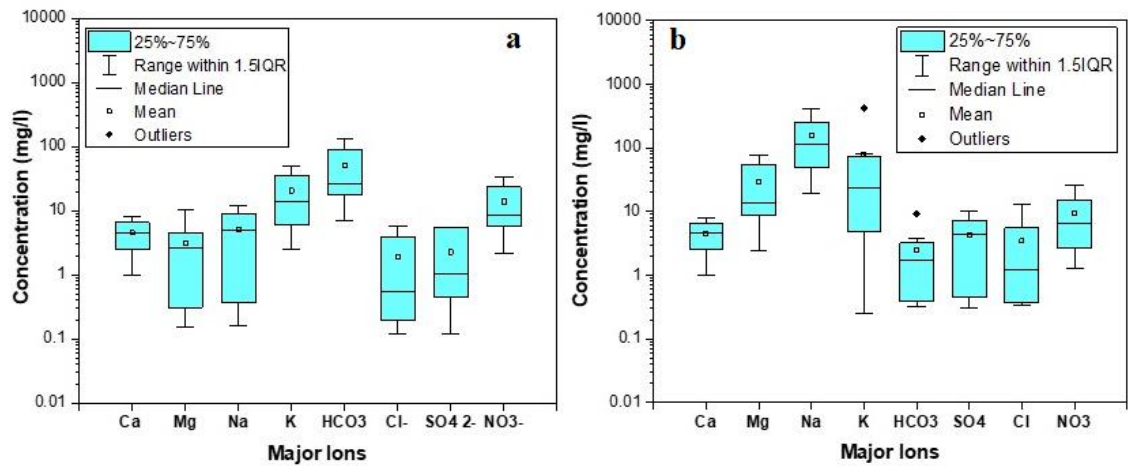 a
25%~75%
Range within 1.5IQR
Median Line
Mean
Outliers
Concentration (mg/l)
10000
1000
100
10
1
0.1
0.01
Ca Mg Na K HCO3 Cl- SO4 2- NO3-
Major Ions
b
25%~75%
Range within 1.5IQR
Median Line
Mean
Outliers
Concentration (mg/l)
10000
1000
100
10
1
0.1
0.01
Ca Mg Na K HCO3 SO4 Cl NO3
Major Ions